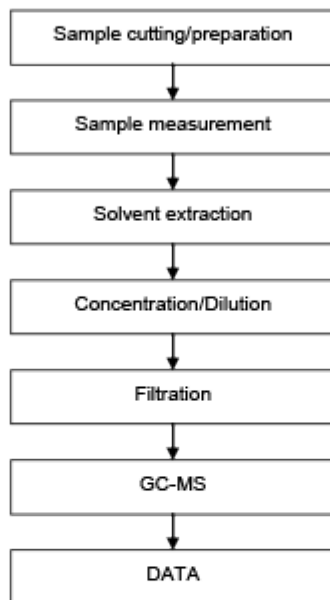 Sample cutting/preparation
Sample measurement
Solvent extraction
Concentration/Dilution
Filtration
GC-MS
DATA